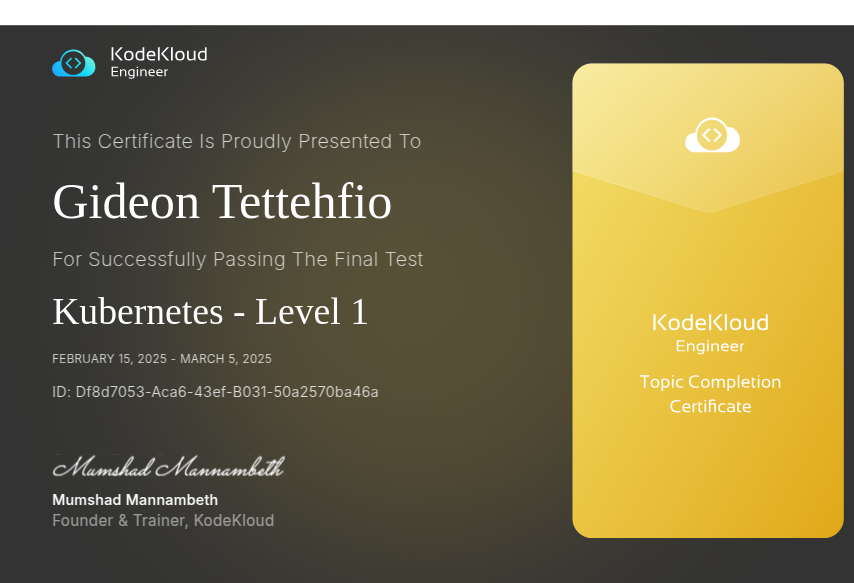 KodeKloud
Engineer
This Certificate Is Proudly Presented To
Gideon Tettehfio
For Successfully Passing The Final Test
Kubernetes - Level 1
FEBRUARY 15, 2025 - MARCH 5, 2025
ID: Df8d7053-Aca6-43ef-B031-50a2570ba46a
Mumshad Mannambeth
Mumshad Mannambeth
Founder & Trainer, KodeKloud
KodeKloud
Engineer
Topic Completion
Certificate